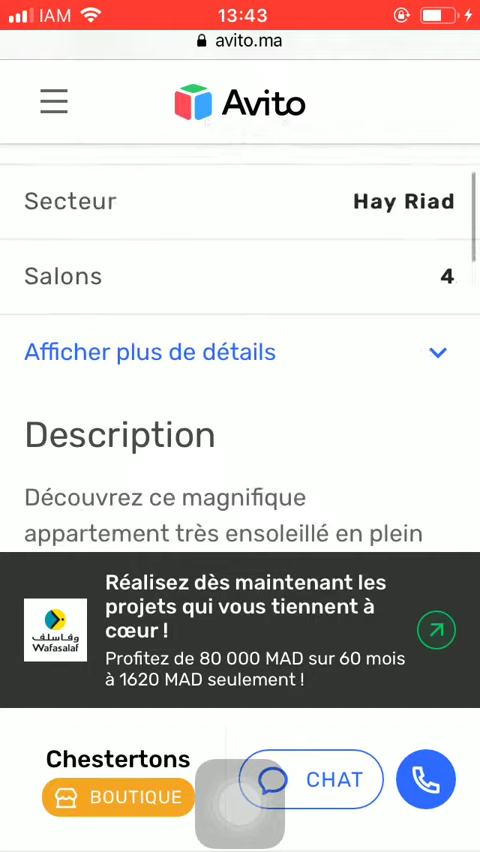 IAM
13:43
avito.ma
Avito
Secteur
Hay Riad
Salons
4
Afficher plus de détails
Description
Découvrez ce magnifique
appartement très ensoleillé en plein
Réalisez dès maintenant les
projets qui vous tiennent à
cœur !
Profitez de 80 000 MAD sur 60 mois
à 1620 MAD seulement !
وفاسلف
Wafasalaf
Chestertons
BOUTIQUE
CHAT